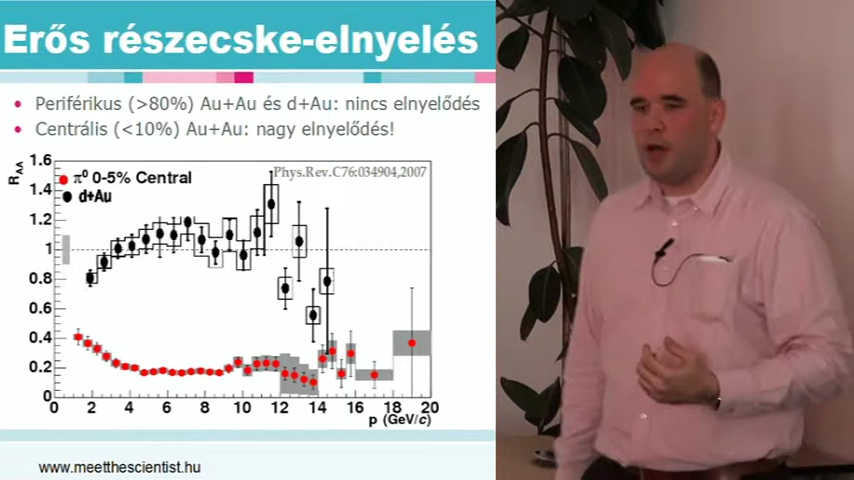 Erős részecske-elnyelés
• Periférikus (>80%) Au+Au és d+Au: nincs elnyelődés
• Centrális (<10%) Au+Au: nagy elnyelődés!
Phys.Rev.C76:034904,2007
π⁰ 0-5% Central
d+Au
R_AA
1.6
1.4
1.2
1
0.8
0.6
0.4
0.2
0
0 2 4 6 8 10 12 14 16 18 20
p (GeV/c)
www.meetthescientist.hu